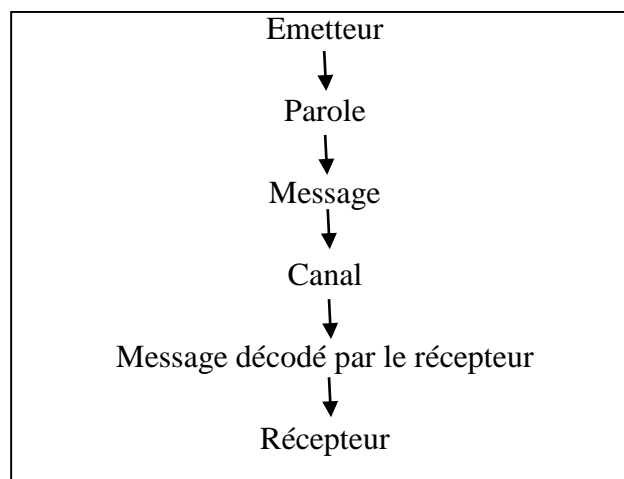 Emetteur
Parole
Message
Canal
Message décodé par le récepteur
Récepteur